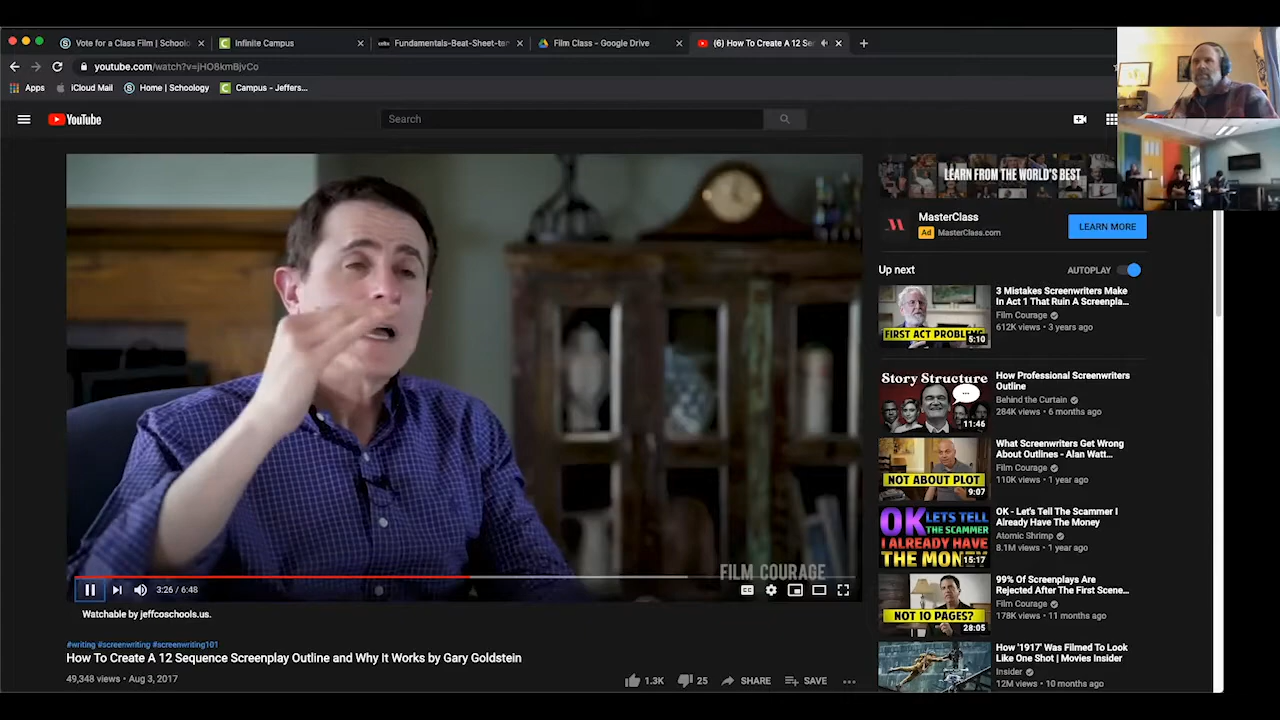 Vote for a Class Film | Schoolo
Infinite Campus
Fundamentals-Beat-Sheet-ter
Film Class - Google Drive
(6) How To Create A 12 Seq
youtube.com/watch?v=jHO8kmBjvCo
Apps
iCloud Mail
Home | Schoology
Campus - Jeffers...
YouTube
Search
LEARN FROM THE WORLD'S BEST
MasterClass
Ad MasterClass.com
LEARN MORE
Up next
AUTOPLAY
FIRST ACT PROBLEMS
5:10
3 Mistakes Screenwriters Make
In Act 1 That Ruin A Screenpla...
Film Courage
612K views • 3 years ago
Story Structure
11:46
How Professional Screenwriters
Outline
Behind the Curtain
284K views • 6 months ago
NOT ABOUT PLOT
9:07
What Screenwriters Get Wrong
About Outlines - Alan Watt...
Film Courage
110K views • 1 year ago
OK LETS TELL
THE SCAMMER
I ALREADY HAVE
THE MONEY
15:17
OK - Let's Tell The Scammer I
Already Have The Money
Atomic Shrimp
8.1M views • 1 year ago
NOT 10 PAGES?
28:05
99% Of Screenplays Are
Rejected After The First Scene...
Film Courage
178K views • 11 months ago
How '1917' Was Filmed To Look
Like One Shot | Movies Insider
Insider
12M views • 10 months ago
FILM COURAGE
3:26 / 6:48
CC
Watchable by jeffcoschools.us.
#writing #screenwriting #screenwriting101
How To Create A 12 Sequence Screenplay Outline and Why It Works by Gary Goldstein
49,348 views • Aug 3, 2017
1.3K
25
SHARE
SAVE